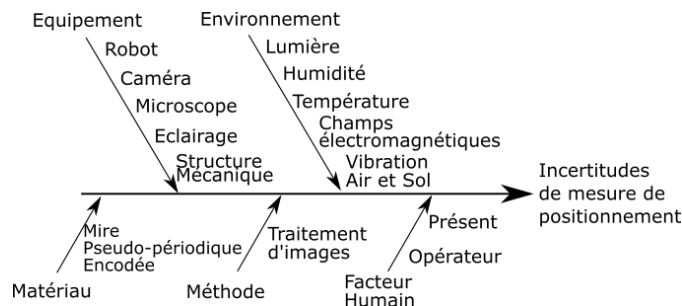 Equipement
Robot
Caméra
Microscope
Eclairage
Structure
Mécanique
Environnement
Lumière
Humidité
Température
Champs
électromagnétiques
Vibration
Air et Sol
Incertitudes
de mesure de
positionnement
Mire
Pseudo-périodique
Encodée
Matériau
Traitement
d'images
Méthode
Présent
Opérateur
Facteur
Humain